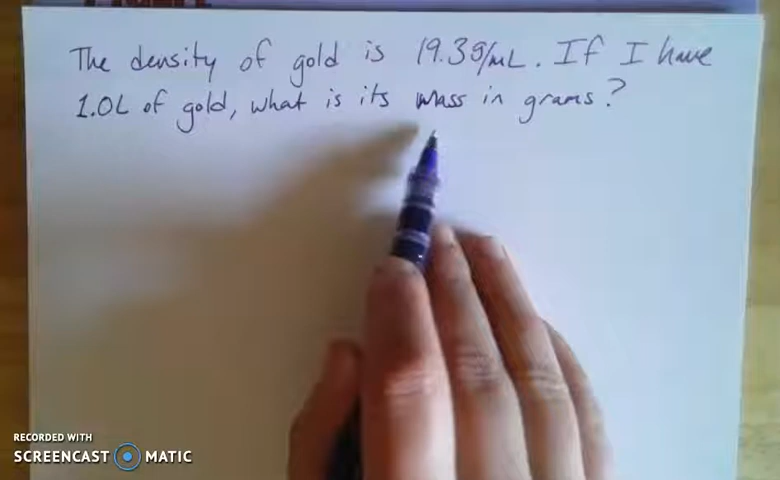 The density of gold is 19.3g/mL. If I have
1.0L of gold, what is its mass in grams?
RECORDED WITH
SCREENCAST MATIC